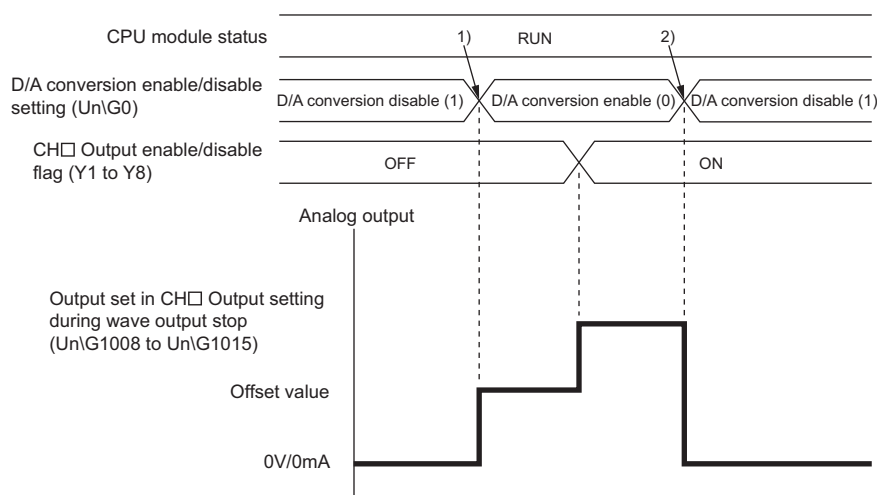 CPU module status
1)
RUN
2)
D/A conversion enable/disable
setting (Un\G0)
D/A conversion disable (1)
D/A conversion enable (0)
D/A conversion disable (1)
CH□ Output enable/disable
flag (Y1 to Y8)
OFF
ON
Analog output
Output set in CH□ Output setting
during wave output stop
(Un\G1008 to Un\G1015)
Offset value
0V/0mA